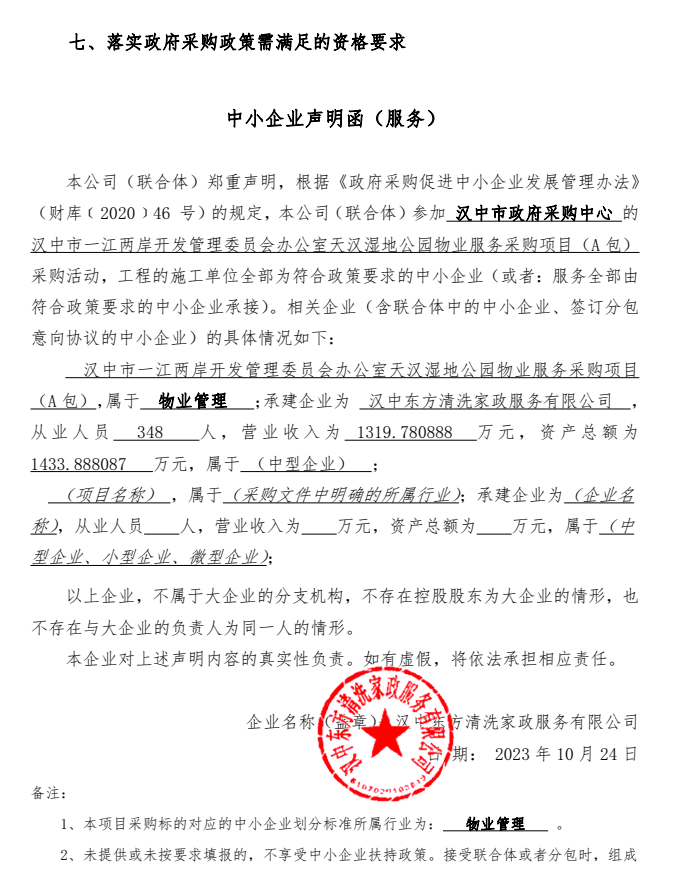 七、落实政府采购政策需满足的资格要求
中小企业声明函（服务）
本公司（联合体）郑重声明，根据《政府采购促进中小企业发展管理办法》
（财库﹝2020﹞46 号）的规定，本公司（联合体）参加 汉中市政府采购中心 的
汉中市一江两岸开发管理委员会办公室天汉湿地公园物业服务采购项目（A 包）
采购活动，工程的施工单位全部为符合政策要求的中小企业（或者：服务全部由
符合政策要求的中小企业承接）。相关企业（含联合体中的中小企业、签订分包
意向协议的中小企业）的具体情况如下：
汉中市一江两岸开发管理委员会办公室天汉湿地公园物业服务采购项目
（A 包）,属于 物业管理 ;承建企业为 汉中东方清洗家政服务有限公司 ，
从业人员 348 人，营业收入为 1319.780888 万元，资产总额为
1433.888087 万元，属于 （中型企业） ；
（项目名称） ，属于（采购文件中明确的所属行业）；承建企业为（企业名
称），从业人员____人，营业收入为____万元，资产总额为____万元，属于（中
型企业、小型企业、微型企业）；
以上企业，不属于大企业的分支机构，不存在控股股东为大企业的情形，也
不存在与大企业的负责人为同一人的情形。
本企业对上述声明内容的真实性负责。如有虚假，将依法承担相应责任。
企业名称（盖章）：汉中东方清洗家政服务有限公司
日期： 2023 年 10 月 24 日
汉中东方清洗家政服务有限公司
备注：
1、本项目采购标的对应的中小企业划分标准所属行业为： 物业管理 。
2、未提供或未按要求填报的，不享受中小企业扶持政策。接受联合体或者分包时，组成